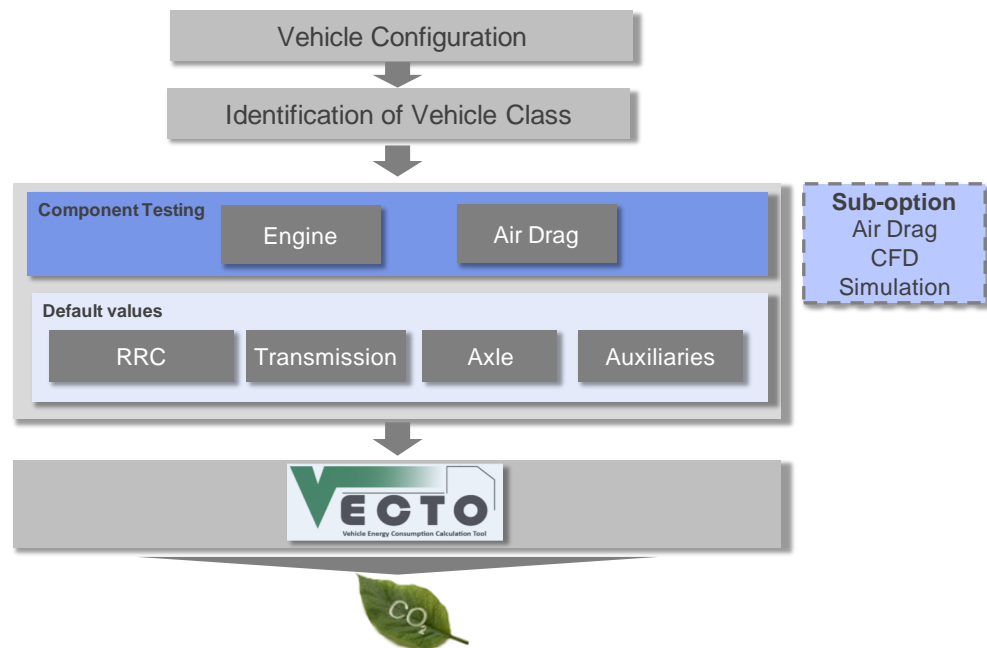 Vehicle Configuration
Identification of Vehicle Class
Component Testing
Engine
Air Drag
Sub-option
Air Drag
CFD
Simulation
Default values
RRC
Transmission
Axle
Auxiliaries
VECTO
Vehicle Energy Consumption Calculation Tool
CO2